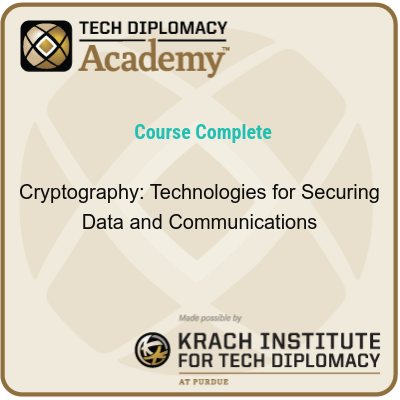 TECH DIPLOMACY
Academy™
Course Complete
Cryptography: Technologies for Securing
Data and Communications
Made possible by
KRACH INSTITUTE
FOR TECH DIPLOMACY
AT PURDUE